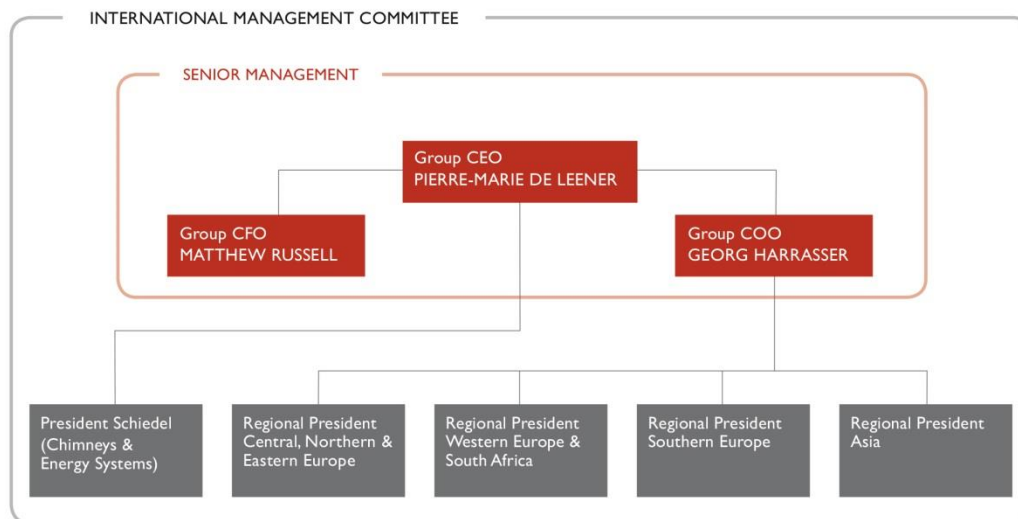 INTERNATIONAL MANAGEMENT COMMITTEE
SENIOR MANAGEMENT
Group CEO
PIERRE-MARIE DE LEENER
Group CFO
MATTHEW RUSSELL
Group COO
GEORG HARRASSER
President Schiedel
(Chimneys &
Energy Systems)
Regional President
Central, Northern &
Eastern Europe
Regional President
Western Europe &
South Africa
Regional President
Southern Europe
Regional President
Asia